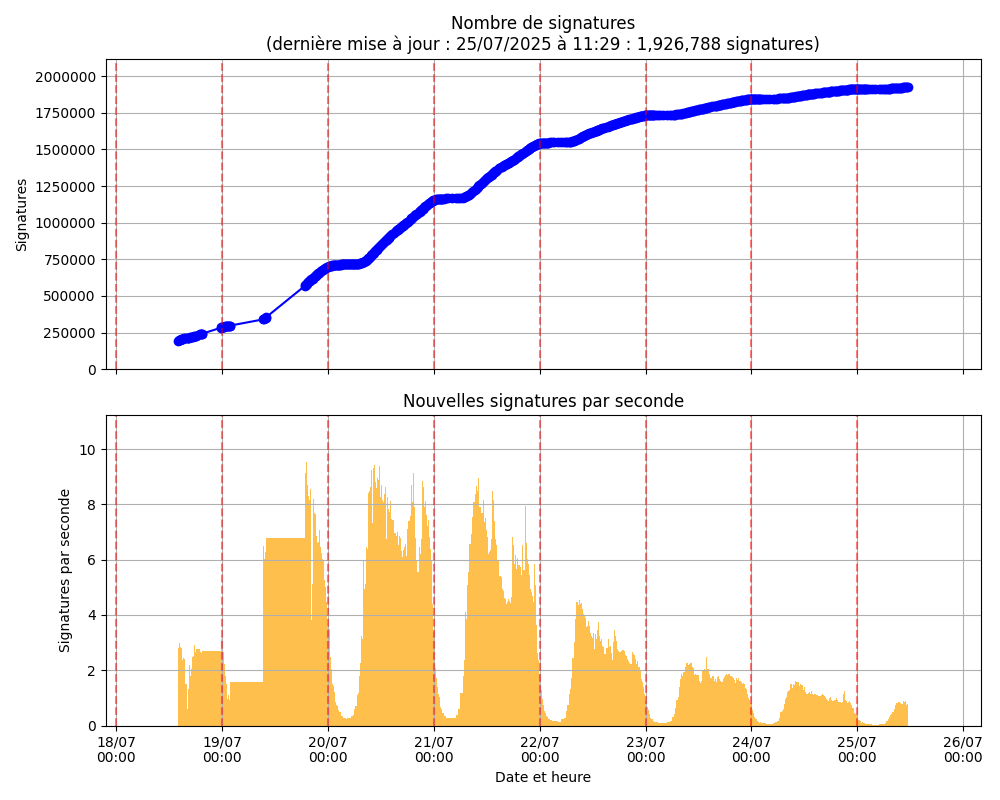 Nombre de signatures
(dernière mise à jour : 25/07/2025 à 11:29 : 1,926,788 signatures)
2000000
1750000
1500000
1250000
1000000
750000
500000
250000
0
Signatures
Nouvelles signatures par seconde
10
8
6
4
2
0
Signatures par seconde
18/07 19/07 20/07 21/07 22/07 23/07 24/07 25/07 26/07
00:00 00:00 00:00 00:00 00:00 00:00 00:00 00:00 00:00
Date et heure